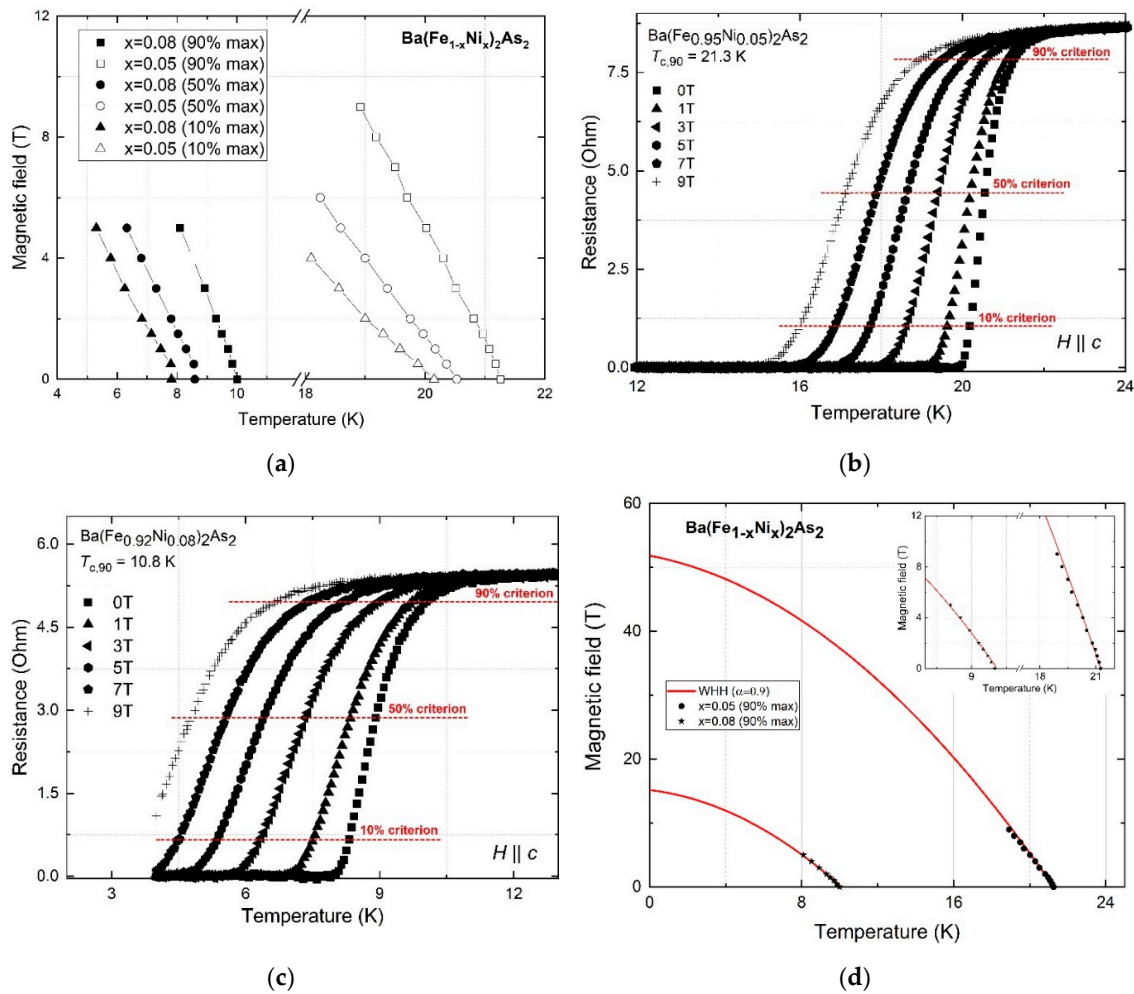 Ba(Fe1-xNix)2As2
x=0.08 (90% max)
x=0.05 (90% max)
x=0.08 (50% max)
x=0.05 (50% max)
x=0.08 (10% max)
x=0.05 (10% max)
Magnetic field (T)
12
8
4
0
4 6 8 10 18 20 22
Temperature (K)
(a)
Ba(Fe0.95Ni0.05)2As2
Tc,90 = 21.3 K
0T
1T
3T
5T
7T
9T
90% criterion
50% criterion
10% criterion
H || c
Resistance (Ohm)
7.5
5.0
2.5
0.0
12 16 20 24
Temperature (K)
(b)
Ba(Fe0.92Ni0.08)2As2
Tc,90 = 10.8 K
0T
1T
3T
5T
7T
9T
90% criterion
50% criterion
10% criterion
H || c
Resistance (Ohm)
6.0
4.5
3.0
1.5
0.0
3 6 9 12
Temperature (K)
(c)
Ba(Fe1-xNix)2As2
WHH (α=0.9)
x=0.05 (90% max)
x=0.08 (90% max)
Magnetic field (T)
60
40
20
0
0 8 16 24
Temperature (K)
Magnetic field (T)
12
8
4
0
9 18 21
Temperature (K)
(d)